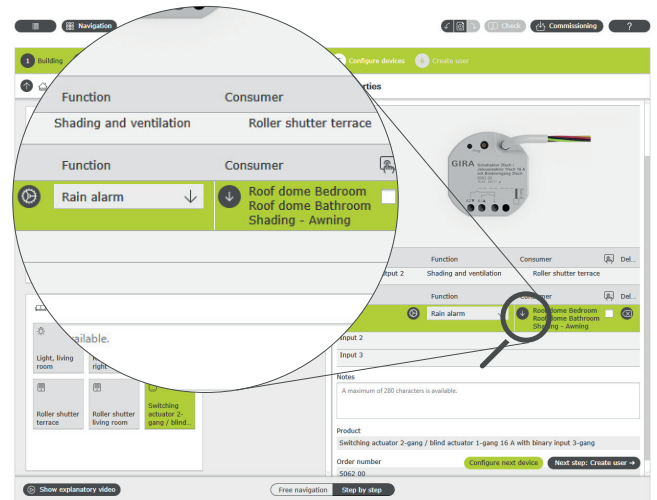 Navigation
Check
Commissioning
?
1 Building
Configure devices
Create user
Function Consumer
Shading and ventilation Roller shutter terrace
Function Consumer
Rain alarm
Roof dome Bedroom
Roof dome Bathroom
Shading - Awning
GIRA
Function Consumer Del...
Shading and ventilation Roller shutter terrace
Function Consumer Del...
Rain alarm
Roof dome Bedroom
Roof dome Bathroom
Shading - Awning
Input 2
Input 3
Notes
A maximum of 280 characters is available.
Product
Switching actuator 2-gang / blind actuator 1-gang 16 A with binary input 3-gang
Order number
5062 00
Configure next device
Next step: Create user →
Light, living
room
right
Roller shutter
terrace
Roller shutter
living room
Switching
actuator 2-
gang / blind...
Show explanatory video
Free navigation Step by step